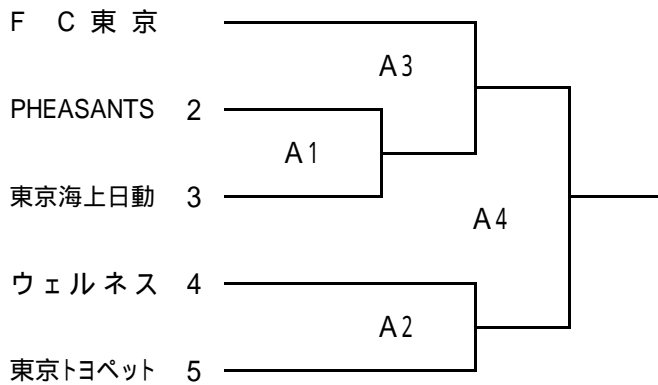 F C 東 京
A3
PHEASANTS 2
A1
東京海上日動 3
A4
ウェルネス 4
A2
東京トヨペット 5